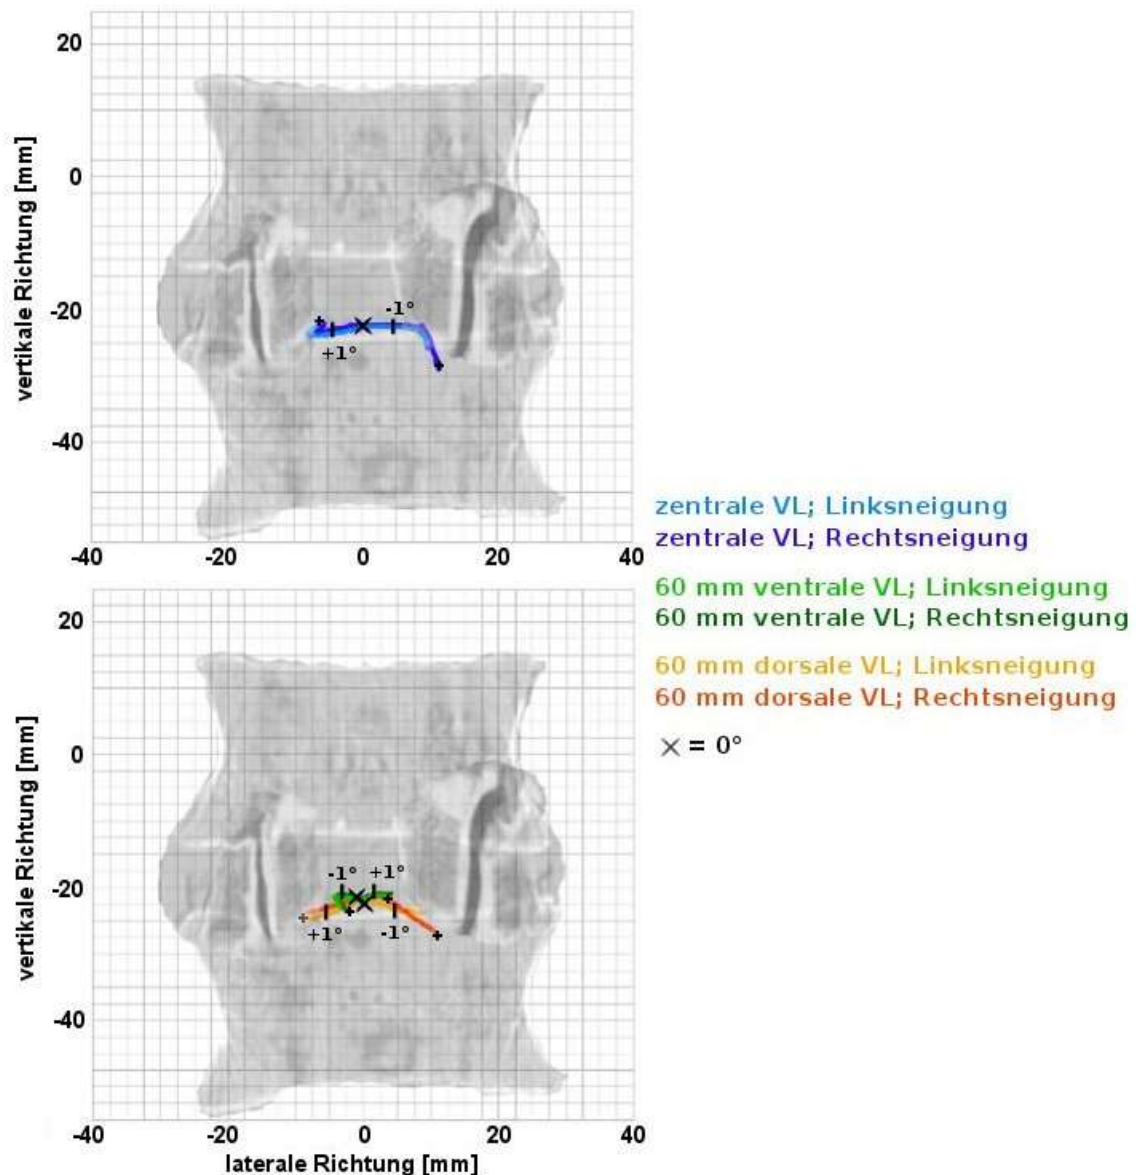 20
0
-20
-40
vertikale Richtung [mm]
-1°
+1°
-40
-20
0
20
40
zentrale VL; Linksneigung
zentrale VL; Rechtsneigung
60 mm ventrale VL; Linksneigung
60 mm ventrale VL; Rechtsneigung
60 mm dorsale VL; Linksneigung
60 mm dorsale VL; Rechtsneigung
× = 0°
20
0
-20
-40
vertikale Richtung [mm]
-1° +1°
+1° -1°
-40
-20
0
20
40
laterale Richtung [mm]